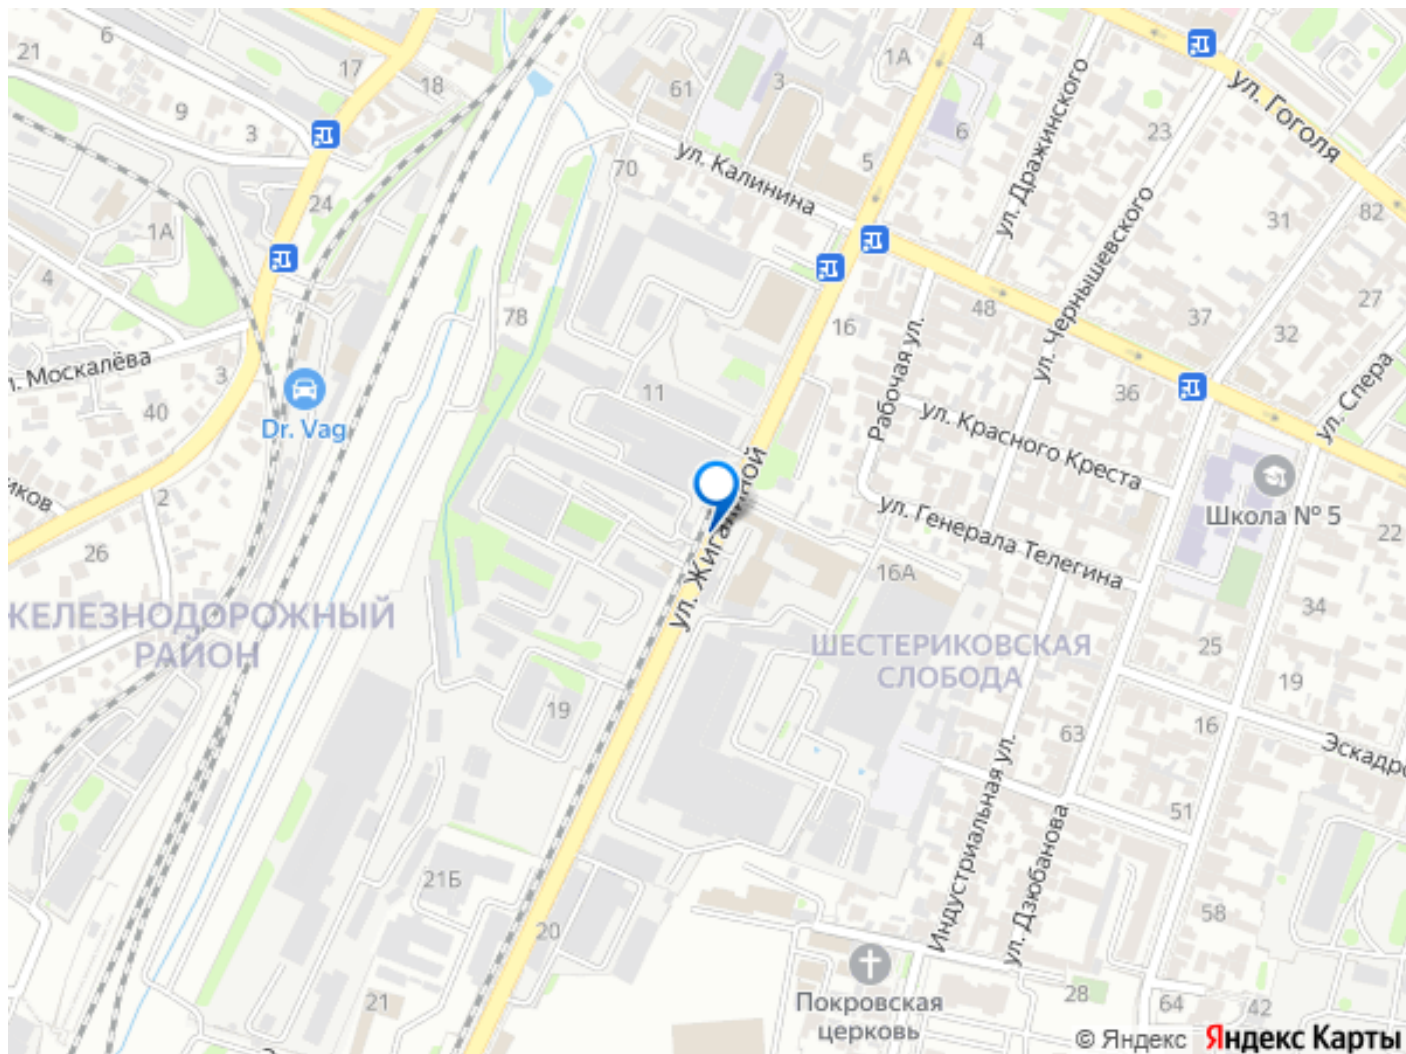 6
21
17
18
61
3
1А
4
ул. Гоголя
9
3
70
ул. Калинина
5
6
ул. Дражинского
23
24
1А
31
82
4
78
16
48
ул. Чернышевского
37
32
27
Москалёва
3
40
Dr. Vag
11
Рабочая ул.
ул. Красного Креста
36
ул. Спера
2
26
ул. Генерала Телегина
Школа № 5
22
16А
ЖЕЛЕЗНОДОРОЖНЫЙ
РАЙОН
ШЕСТЕРИКОВСКАЯ
СЛОБОДА
34
25
19
19
63
16
Эскадро
51
Индустриальная ул.
ул. Дзюбанова
21Б
20
58
21
Покровская
церковь
28
64
42
© Яндекс Яндекс Карты